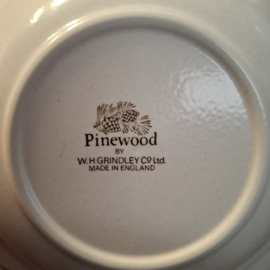 Pinewood
BY
W.H.GRINDLEY Co Ltd.
MADE IN ENGLAND